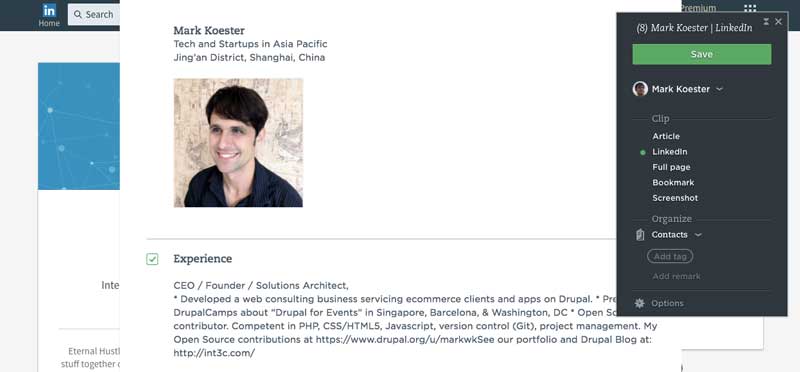 in
Home
Search
Premium
Mark Koester
Tech and Startups in Asia Pacific
Jing'an District, Shanghai, China
Inte
Experience
CEO / Founder / Solutions Architect,
* Developed a web consulting business servicing ecommerce clients and apps on Drupal. * Pre
DrupalCamps about "Drupal for Events" in Singapore, Barcelona, & Washington, DC * Open So
contributor. Competent in PHP, CSS/HTML5, Javascript, version control (Git), project management. My
Open Source contributions at https://www.drupal.org/u/markwkSee our portfolio and Drupal Blog at:
http://int3c.com/
Eternal Hustl
stuff together c
(8) Mark Koester | LinkedIn
Save
Mark Koester
Clip
Article
LinkedIn
Full page
Bookmark
Screenshot
Organize
Contacts
Add tag
Add remark
Options